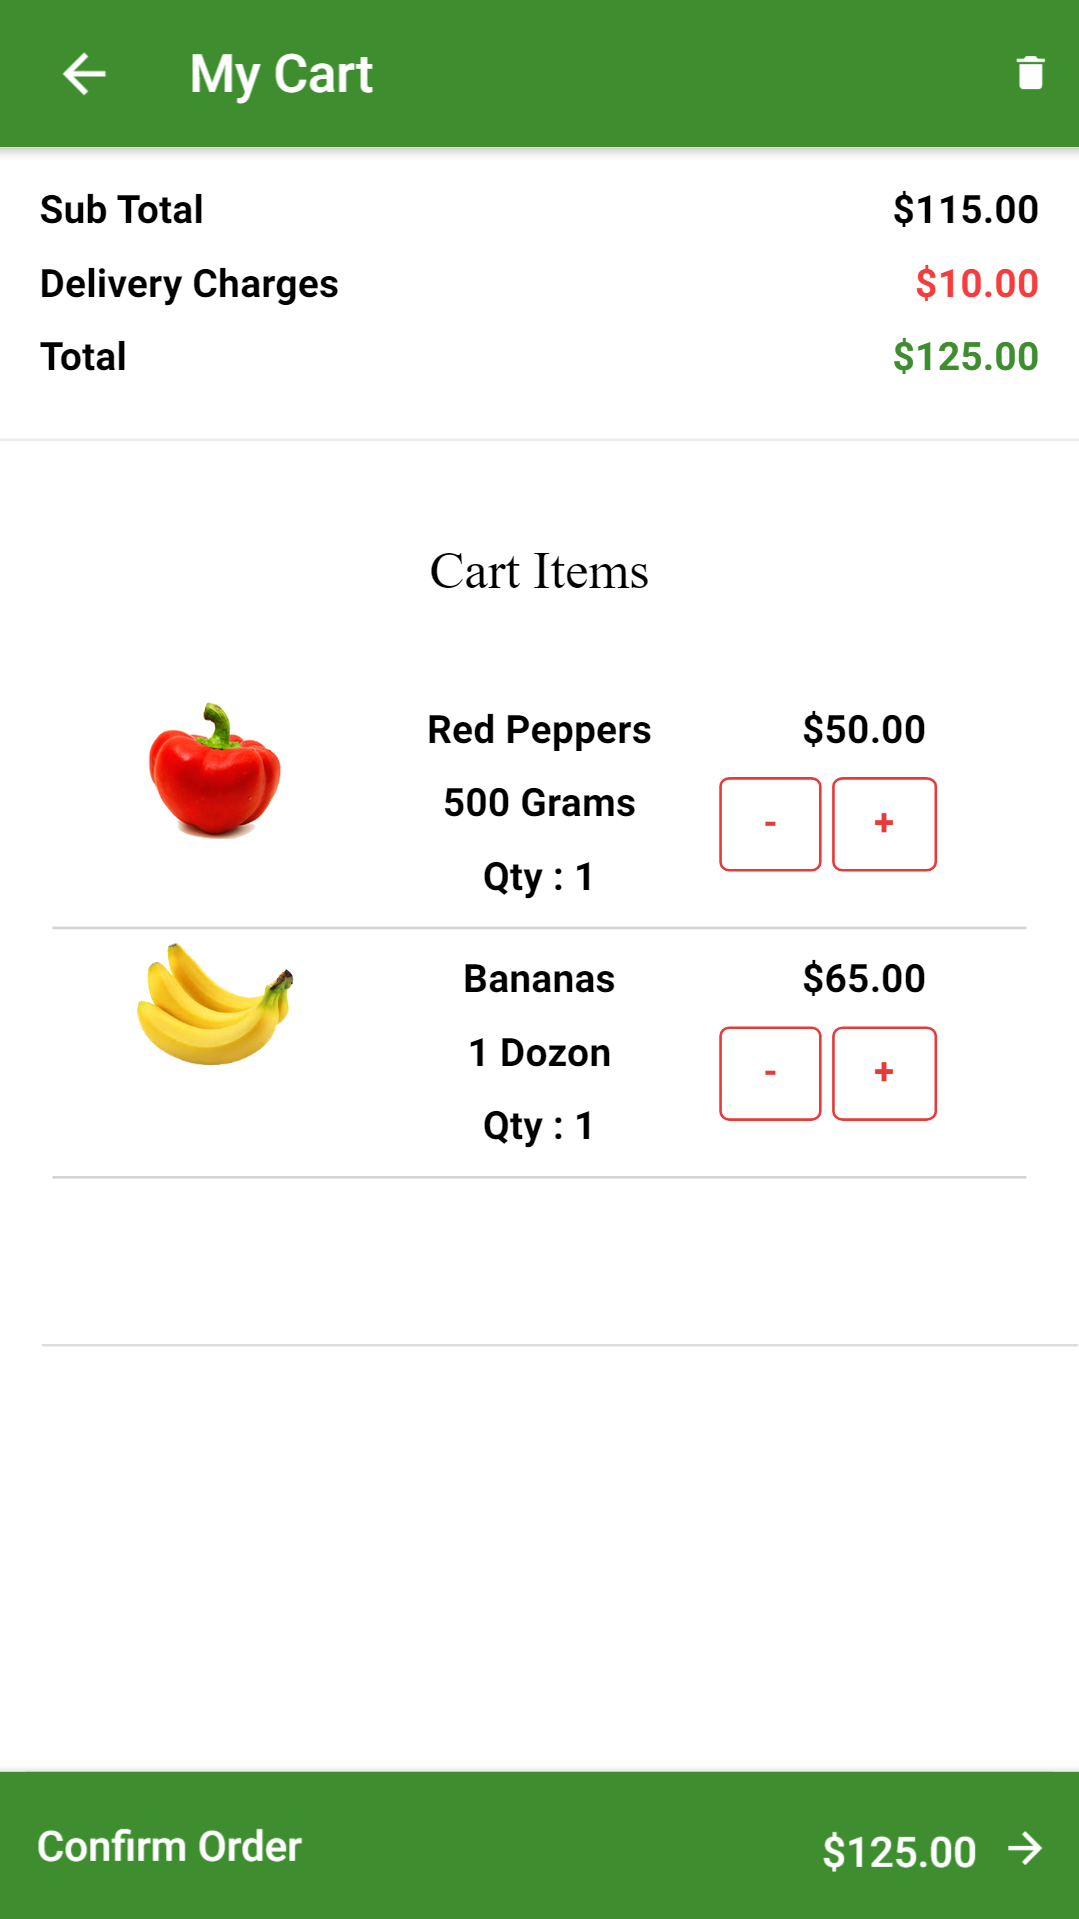 My Cart
Sub Total $115.00
Delivery Charges $10.00
Total $125.00
Cart Items
Red Peppers $50.00
500 Grams - +
Qty : 1
Bananas $65.00
1 Dozon - +
Qty : 1
Confirm Order $125.00